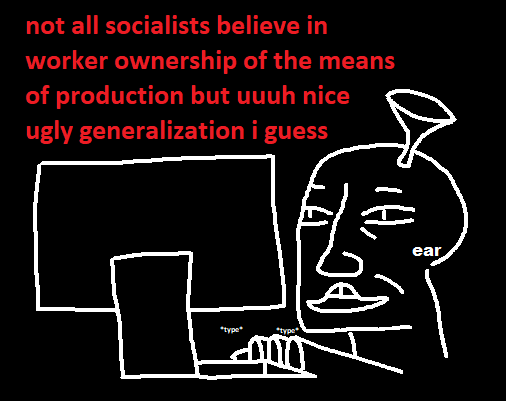 not all socialists believe in
worker ownership of the means
of production but uuuh nice
ugly generalization i guess
ear
*type* *type*